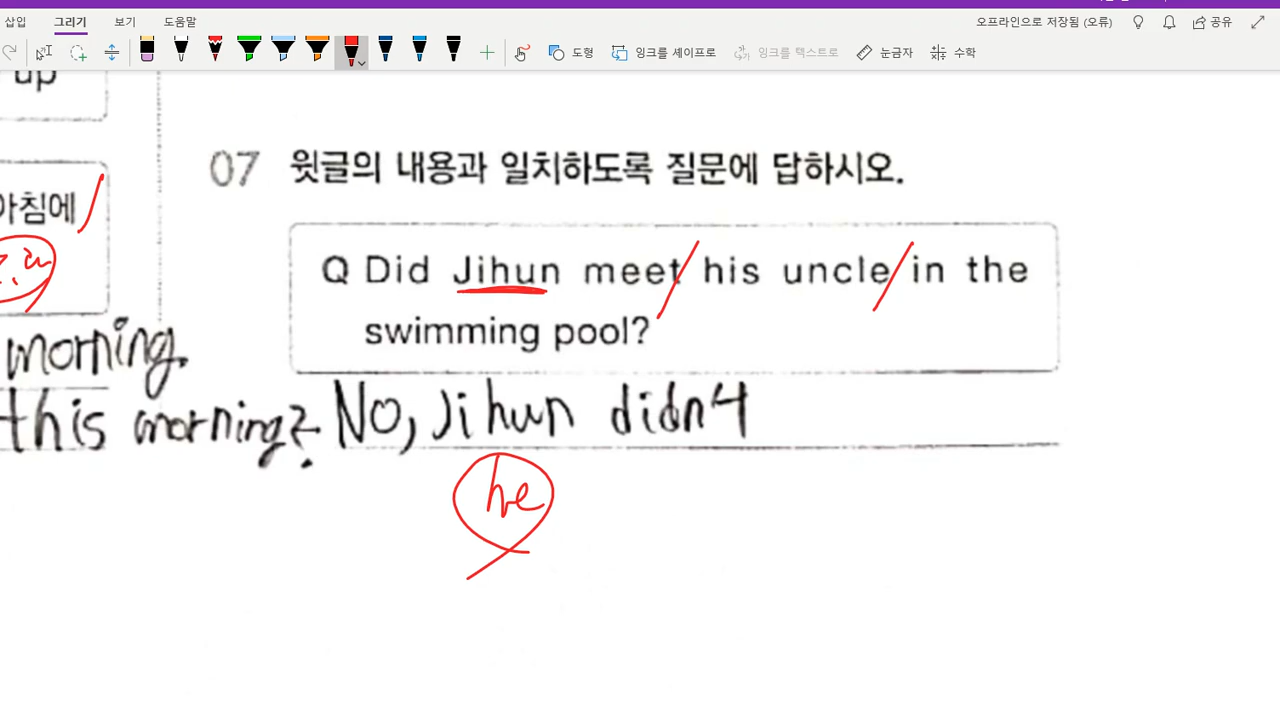 삽입 그리기 보기 도움말 오프라인으로 저장됨 (오류) 공유
도형 잉크를 셰이프로 잉크를 텍스트로 눈금자 수학
up
아침에
morning.
this morning?
07 윗글의 내용과 일치하도록 질문에 답하시오.
Q Did Jihun meet his uncle in the
swimming pool?
No, Jihun didn't
he